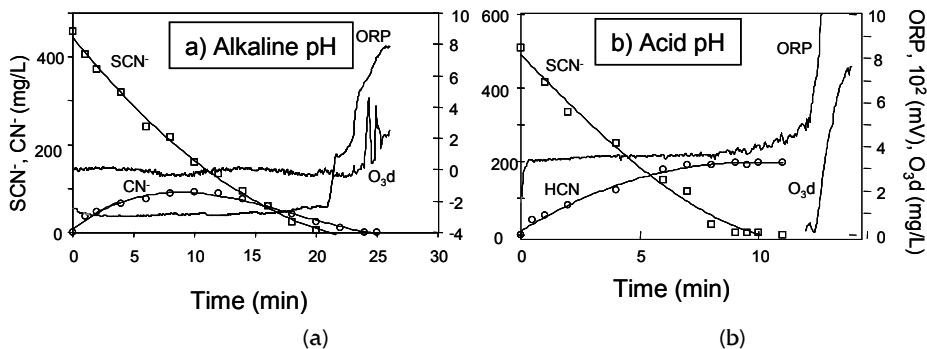 a) Alkaline pH
SCN-, CN- (mg/L)
400
200
0
SCN-
CN-
ORP
O3d
10
8
6
4
2
0
-2
-4
0
5
10
15
20
25
30
Time (min)
(a)
b) Acid pH
600
400
200
0
SCN-
HCN
ORP
O3d
10
8
6
4
2
0
ORP, 10² (mV), O3d (mg/L)
0
5
10
Time (min)
(b)